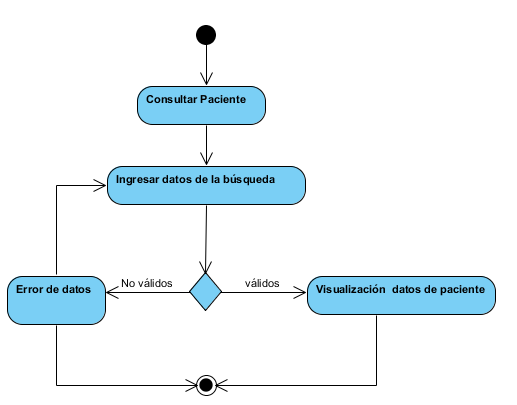 Consultar Paciente
Ingresar datos de la búsqueda
No válidos
válidos
Error de datos
Visualización  datos de paciente